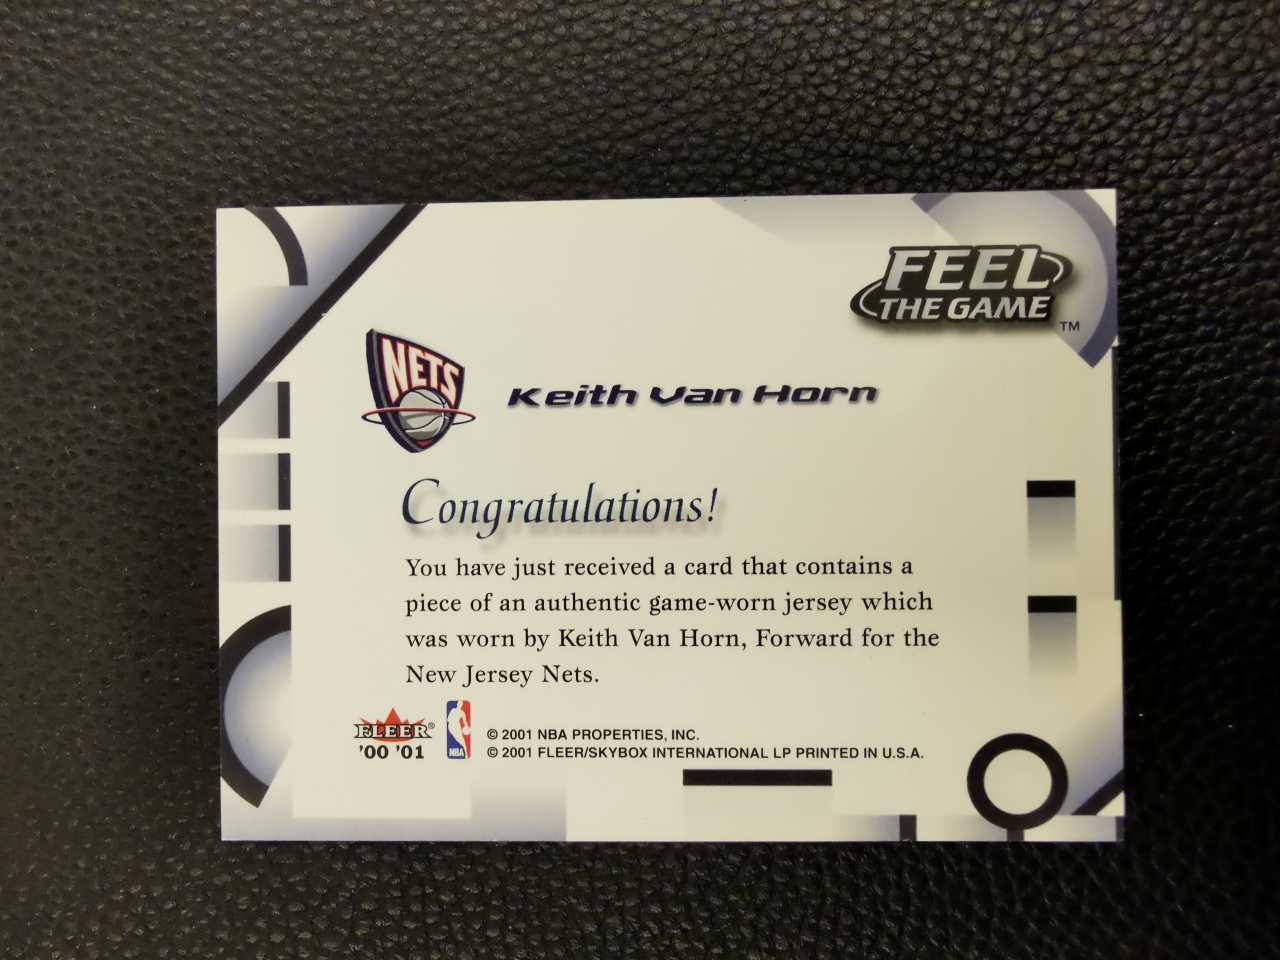 FEEL
THE GAME
TM
NETS
Keith Van Horn
Congratulations!
You have just received a card that contains a
piece of an authentic game-worn jersey which
was worn by Keith Van Horn, Forward for the
New Jersey Nets.
FLEER®
'00 '01
NBA
© 2001 NBA PROPERTIES, INC.
© 2001 FLEER/SKYBOX INTERNATIONAL LP PRINTED IN U.S.A.